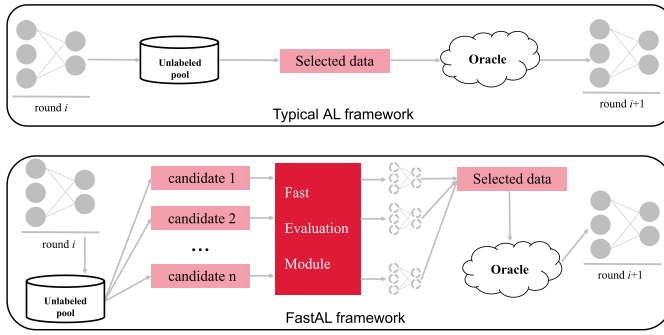 Unlabeled
pool
Selected data
Oracle
round i
round i+1
Typical AL framework
candidate 1
candidate 2
...
candidate n
Fast
Evaluation
Module
Selected data
round i
Unlabeled
pool
Oracle
round i+1
FastAL framework